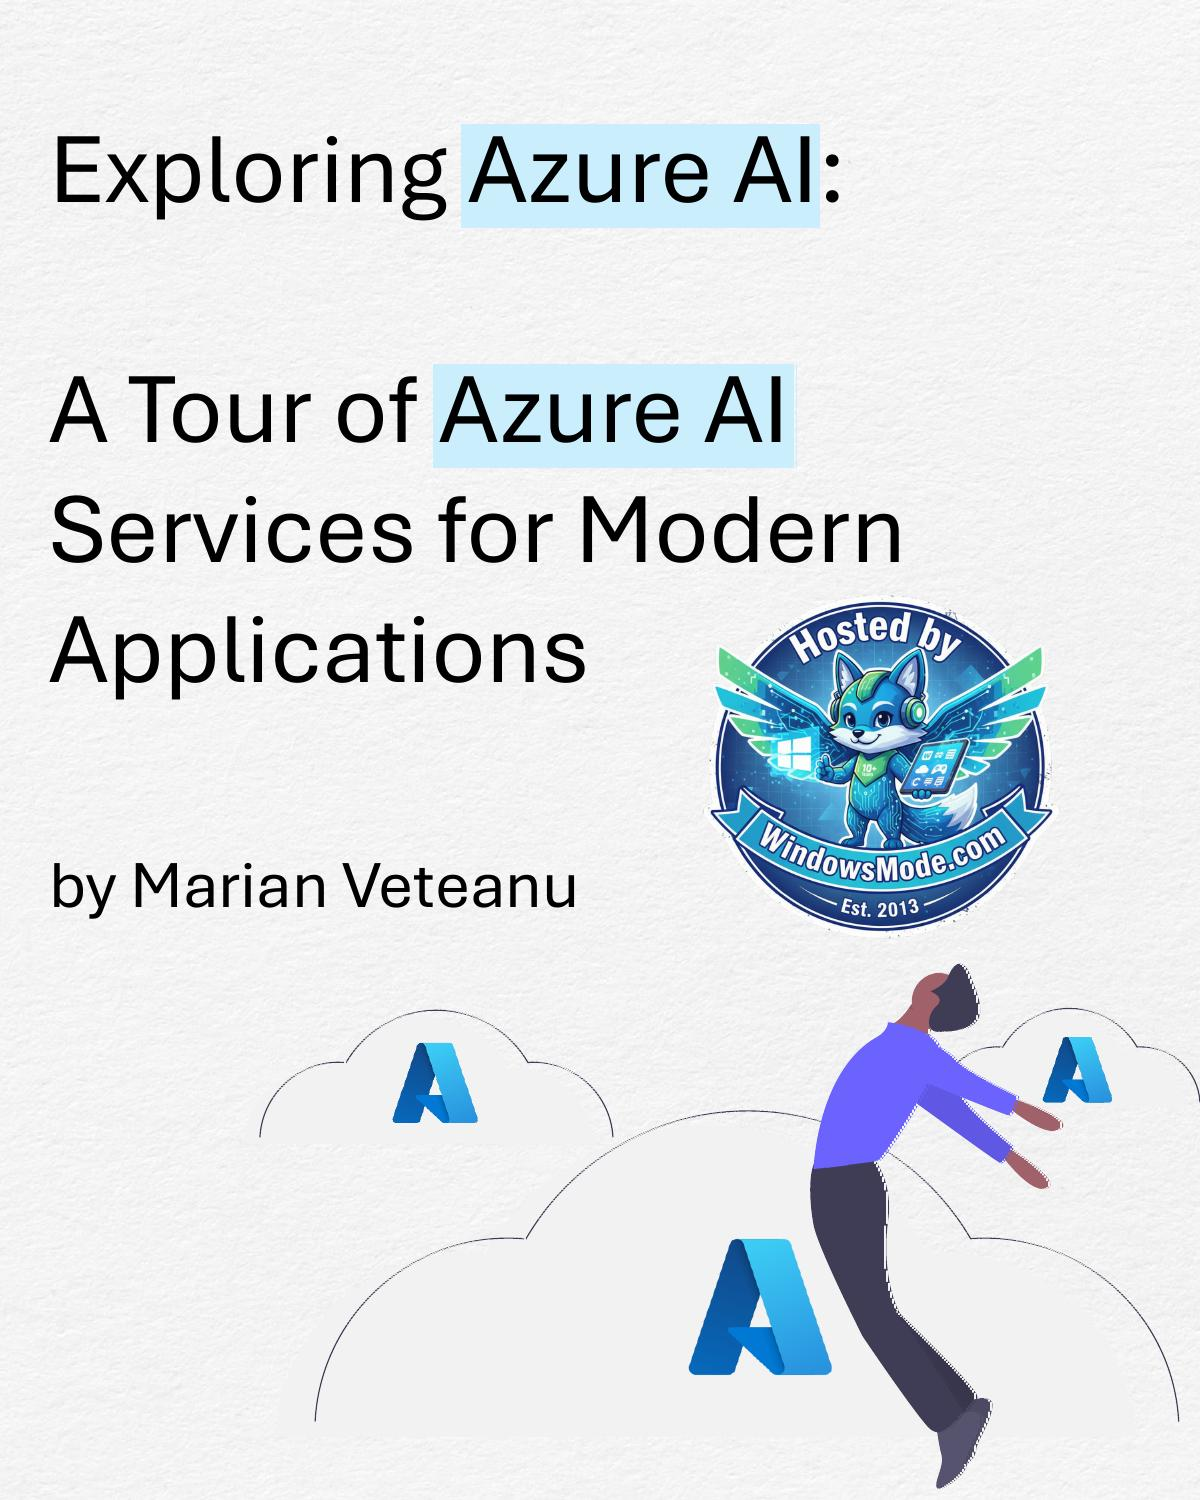 Exploring Azure AI:
A Tour of Azure AI
Services for Modern
Applications
Hosted by
10+
WindowsMode.com
Est. 2013
by Marian Veteanu